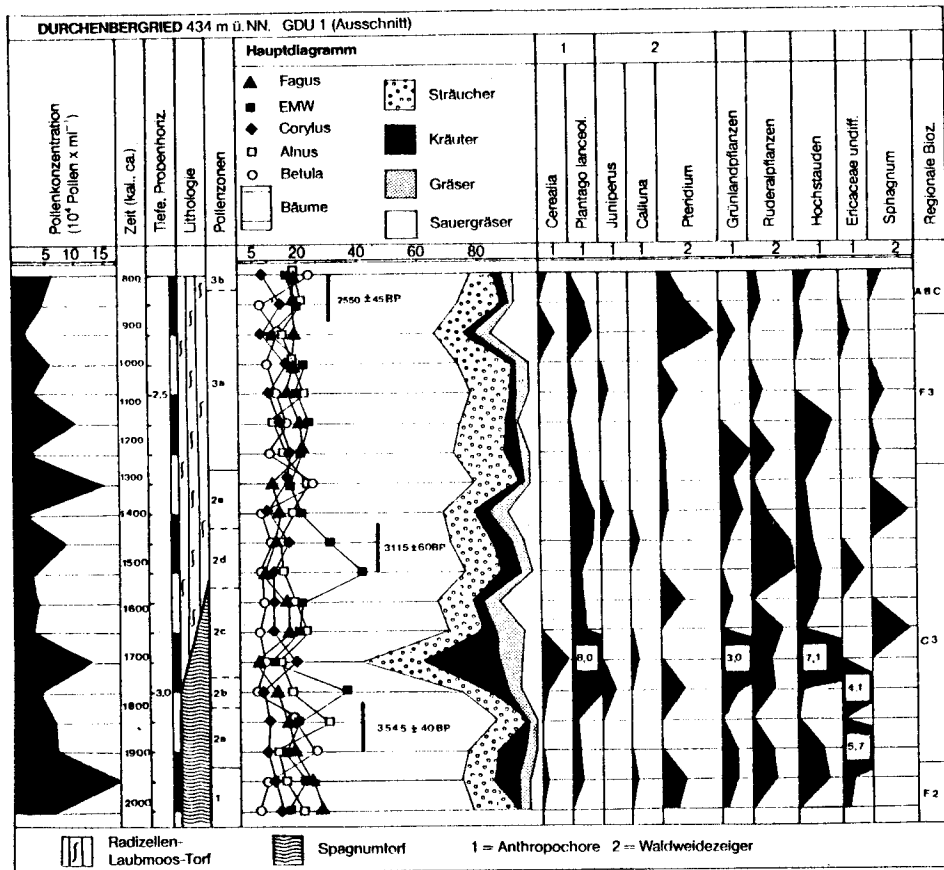 DURCHENBERGRIED 434 m ü.NN. GDU 1 (Ausschnitt)
Pollenkonzentration
(10⁴ Pollen x ml⁻¹)
Zeit (kal., ca.)
Tiefe, Probenhoriz.
Lithologie
Pollenzonen
Hauptdiagramm
Fagus
EMW
Corylus
Alnus
Betula
Bäume
Sträucher
Kräuter
Gräser
Sauergräser
1 2
Cerealia
Plantago lanceol.
Juniperus
Calluna
Pteridium
Grünlandpflanzen
Ruderalpflanzen
Hochstauden
Ericaceae undiff.
Sphagnum
Regionale Bioz.
5 10 15
5 20 40 80
1 1 1 1 2 1 2 1 1 2
800
900
1000
1100
1200
1300
1400
1500
1600
1700
1800
1900
2000
-2,5
-3,0
3b
3a
2e
2d
2c
2b
2a
1
2550 ± 45 BP
3115 ± 60 BP
3545 ± 40 BP
8,0
3,0
7,1
4,1
5,7
ABC
F 3
C 3
F 2
Radizellen-
Laubmoos-Torf
Spagnumtorf
1 = Anthropochore 2 = Waldweidezeiger